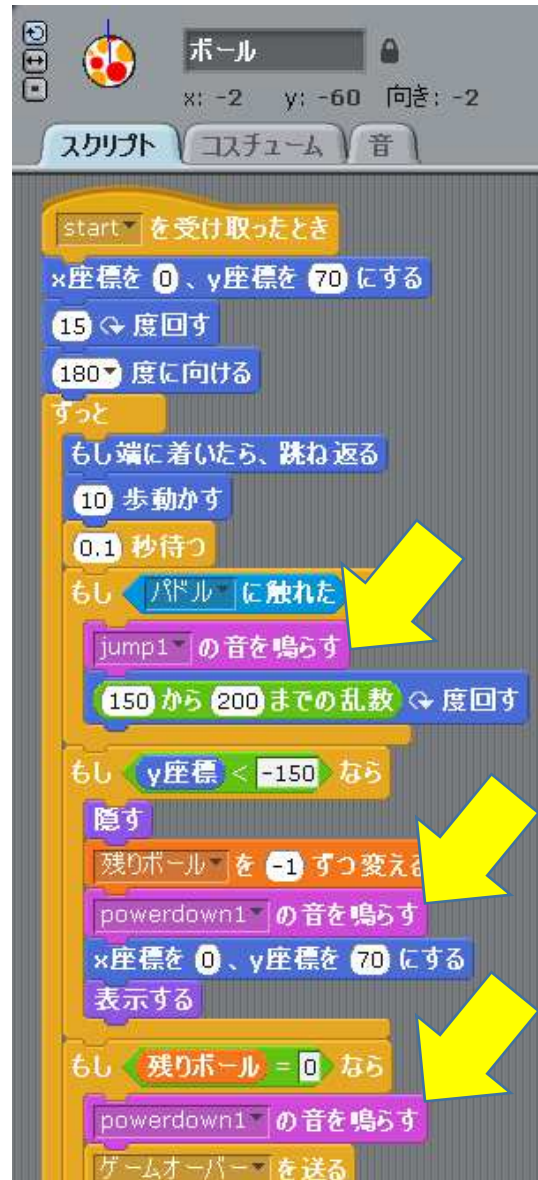 ボール
x: -2 y: -60 向き: -2
スクリプト コスチューム 音
start を受け取ったとき
x座標を 0 、y座標を 70 にする
15 度回す
180 度に向ける
ずっと
もし端に着いたら、跳ね返る
10 歩動かす
0.1 秒待つ
もし パドル に触れた
jump1 の音を鳴らす
150 から 200 までの乱数 度回す
もし y座標 < -150 なら
隠す
残りボール を -1 ずつ変える
powerdown1 の音を鳴らす
x座標を 0 、y座標を 70 にする
表示する
もし 残りボール = 0 なら
powerdown1 の音を鳴らす
ゲームオーバー を送る